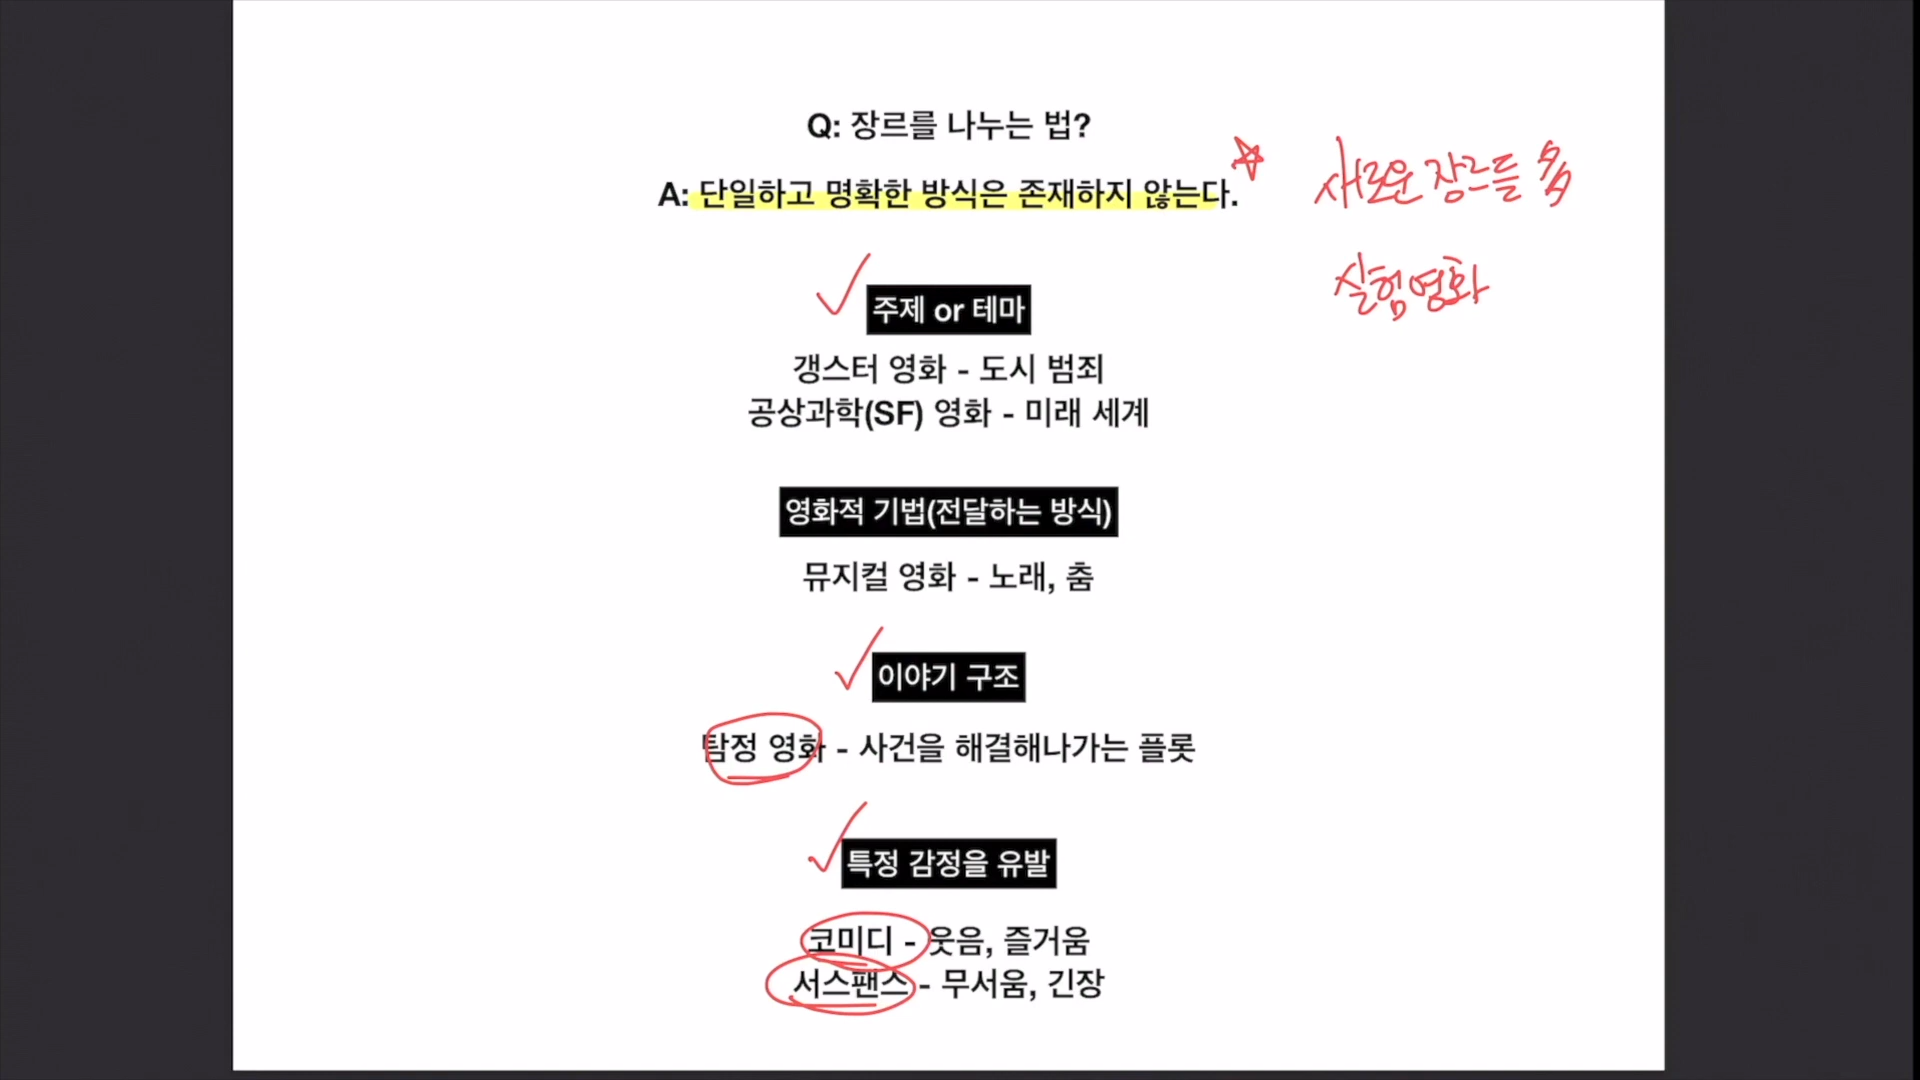 Q: 장르를 나누는 법?
A: 단일하고 명확한 방식은 존재하지 않는다.
새로운 장르들 多
실험영화
주제 or 테마
갱스터 영화 - 도시 범죄
공상과학(SF) 영화 - 미래 세계
영화적 기법(전달하는 방식)
뮤지컬 영화 - 노래, 춤
이야기 구조
탐정 영화 - 사건을 해결해나가는 플롯
특정 감정을 유발
코미디 - 웃음, 즐거움
서스팬스 - 무서움, 긴장